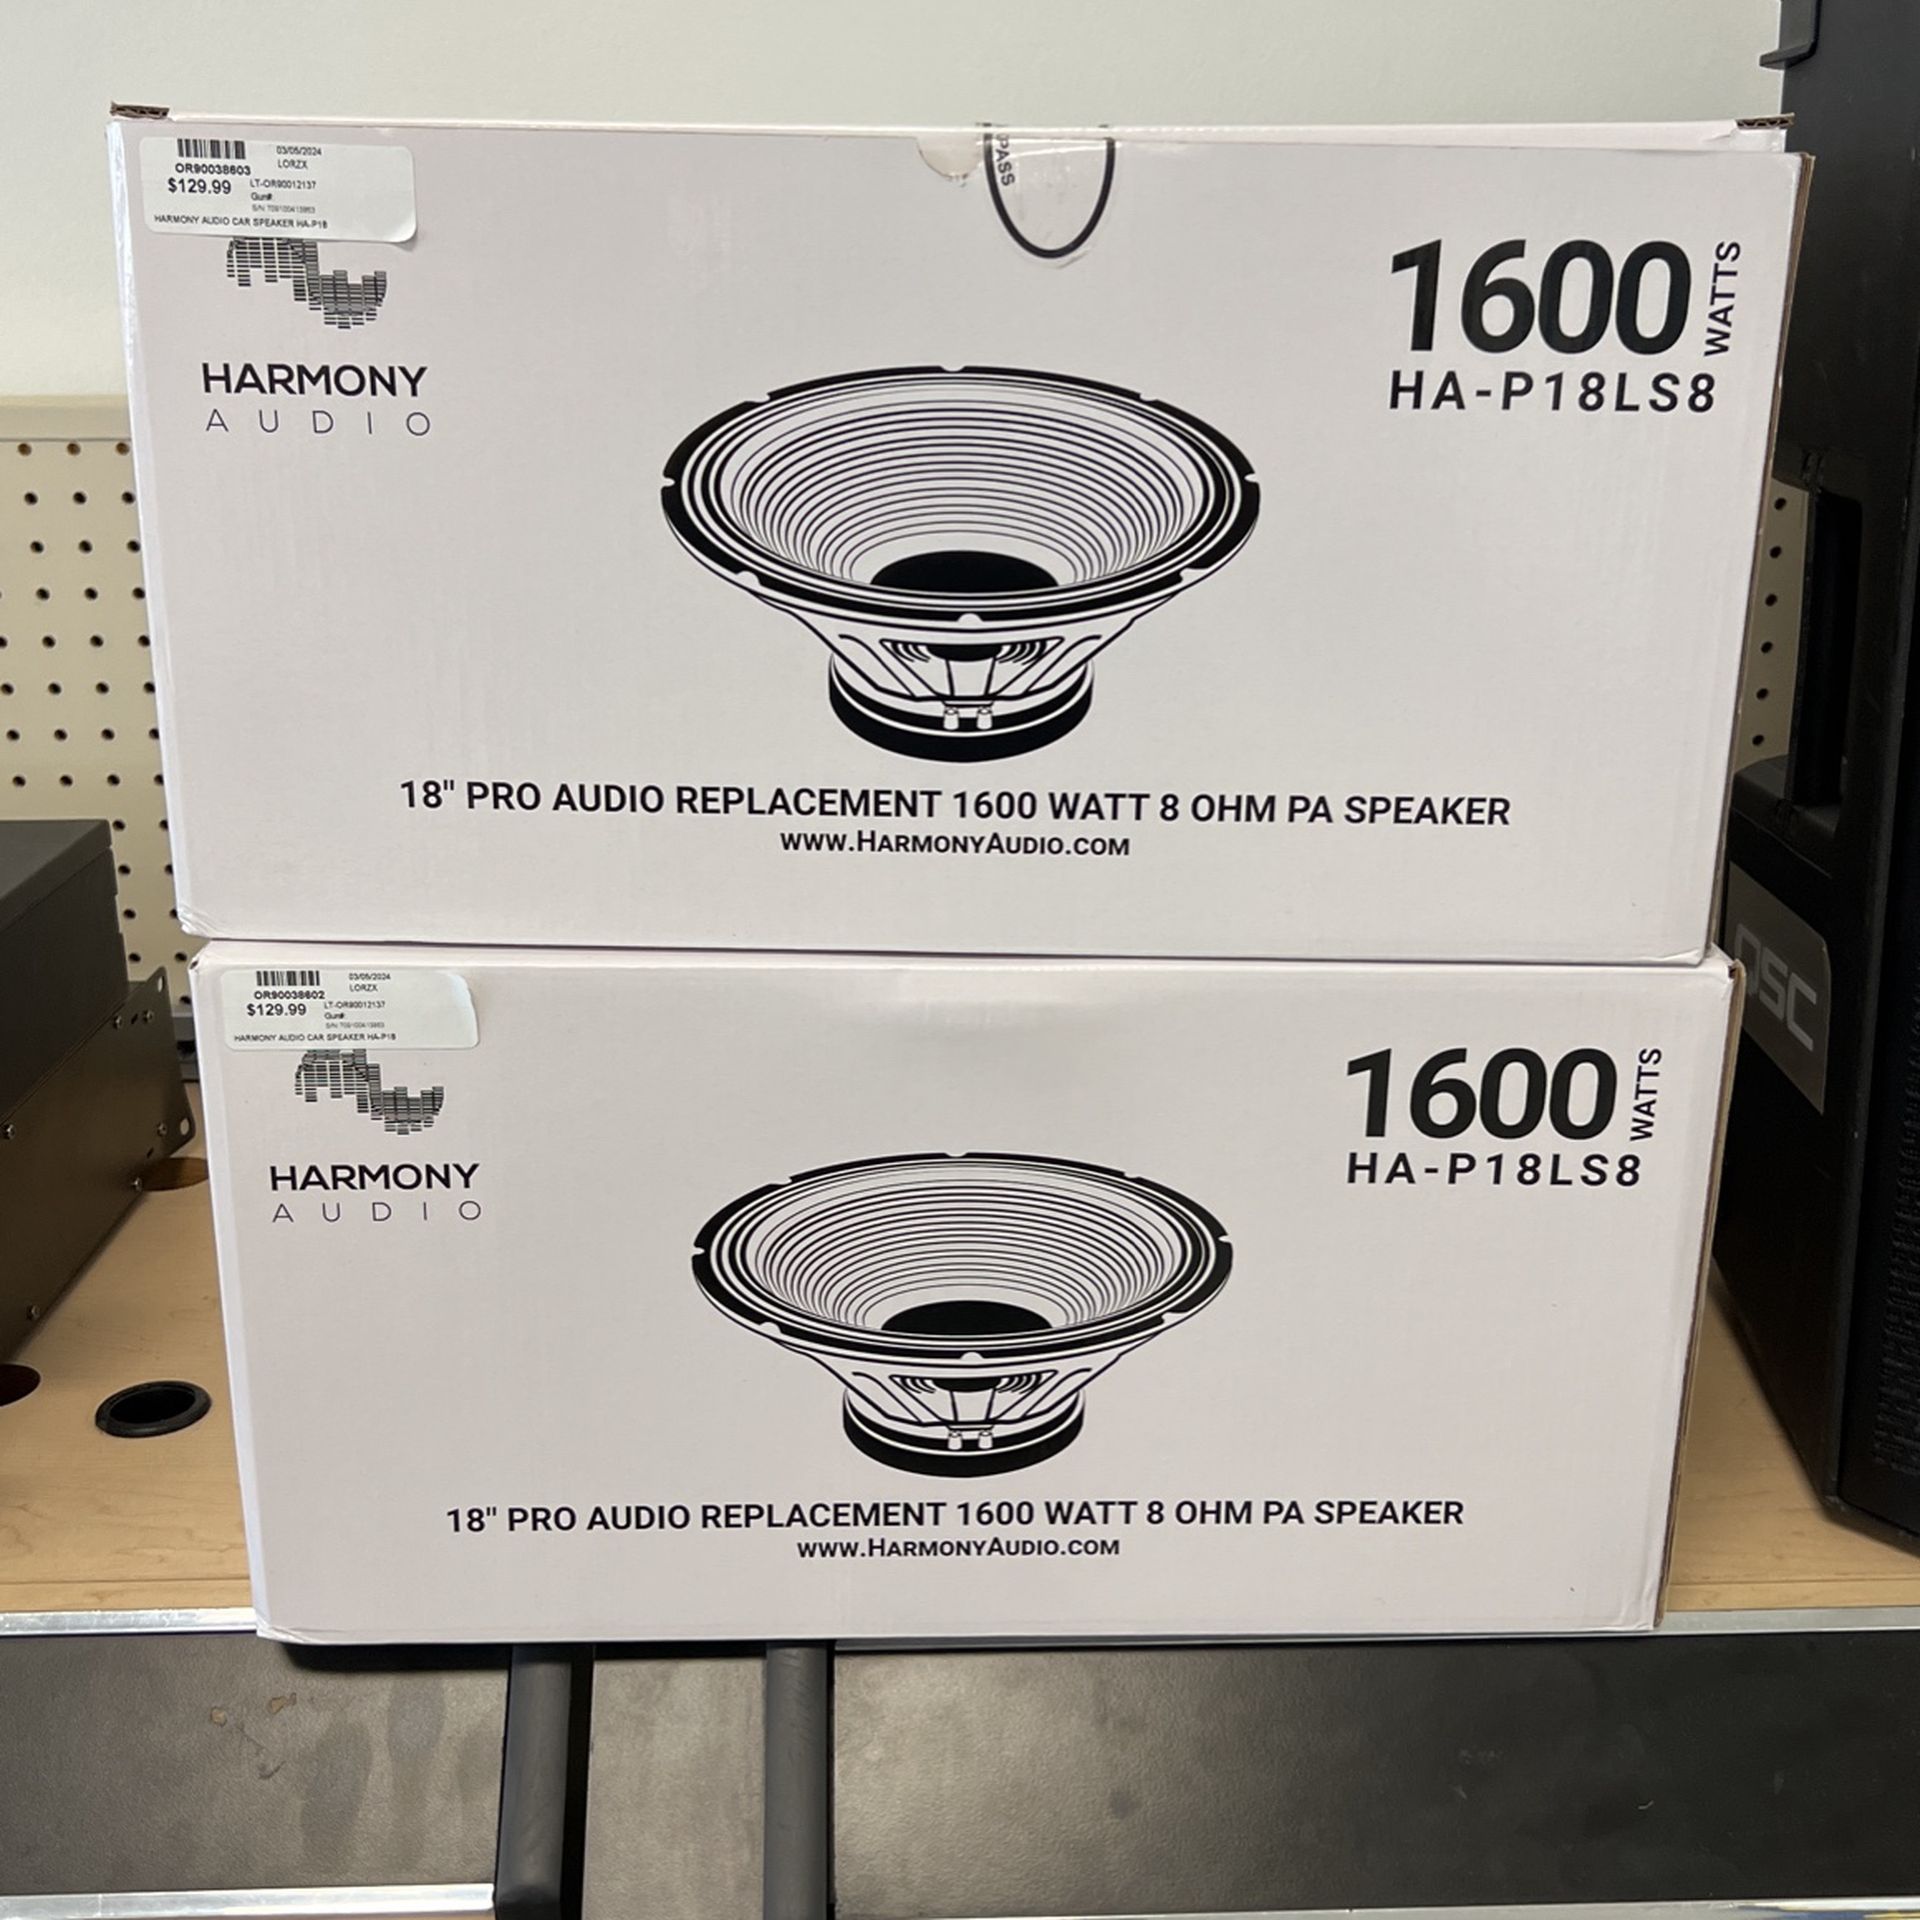 03/05/2024
LORZX
OR90038603
$129.99
LT-OR90012137
Gun#:
HARMONY AUDIO CAR SPEAKER HA-P18
PASS
HARMONY
AUDIO
1600
WATTS
HA-P18LS8
18" PRO AUDIO REPLACEMENT 1600 WATT 8 OHM PA SPEAKER
WWW.HARMONYAUDIO.COM
03/05/2024
LORZX
OR90038602
$129.99
LT-OR90012137
Gun#:
HARMONY AUDIO CAR SPEAKER HA-P18
HARMONY
AUDIO
1600
WATTS
HA-P18LS8
18" PRO AUDIO REPLACEMENT 1600 WATT 8 OHM PA SPEAKER
WWW.HARMONYAUDIO.COM
QSC